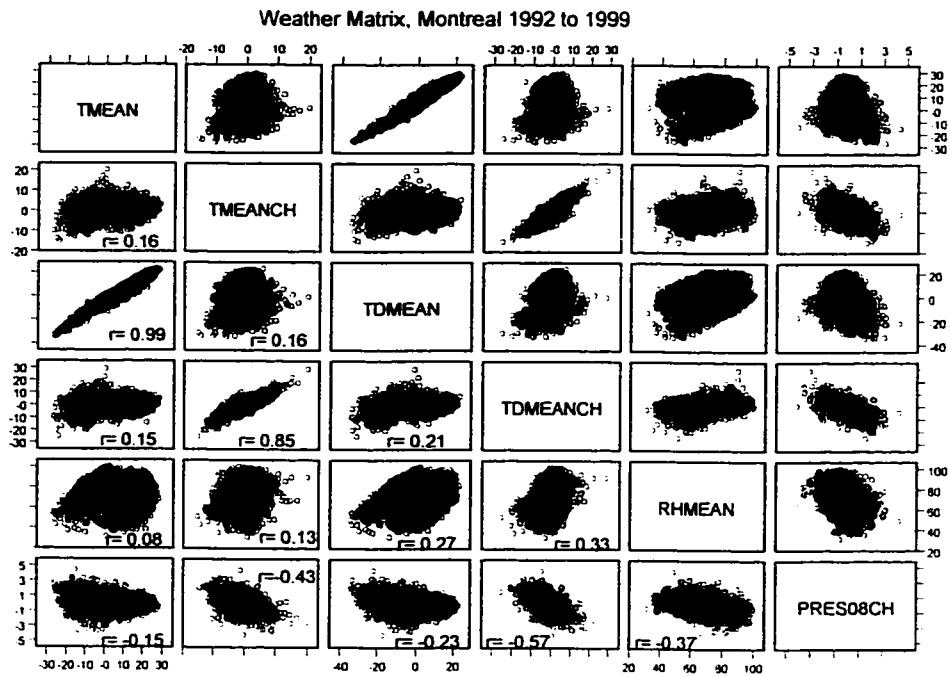 Weather Matrix, Montreal 1992 to 1999
-20 -10 0 10 20
-20 -10 0 10 20 30
-5 -3 -1 1 3 5
TMEAN
30
20
10
0
-10
-20
-30
20
10
0
-10
-20
r= 0.16
TMEANCH
r= 0.99
r= 0.16
TDMEAN
20
0
-20
-40
30
20
10
0
-10
-20
-30
r= 0.15
r= 0.85
r= 0.21
TDMEANCH
r= 0.08
r= 0.13
r= 0.27
r= 0.33
RHMEAN
100
80
60
40
20
5
3
1
-1
-3
5
r= -0.15
r=-0.43
r= -0.23
r= -0.57
r= -0.37
PRES08CH
-30 -20 -10 0 10 20 30
-40 -20 0 20
20 40 60 80 100